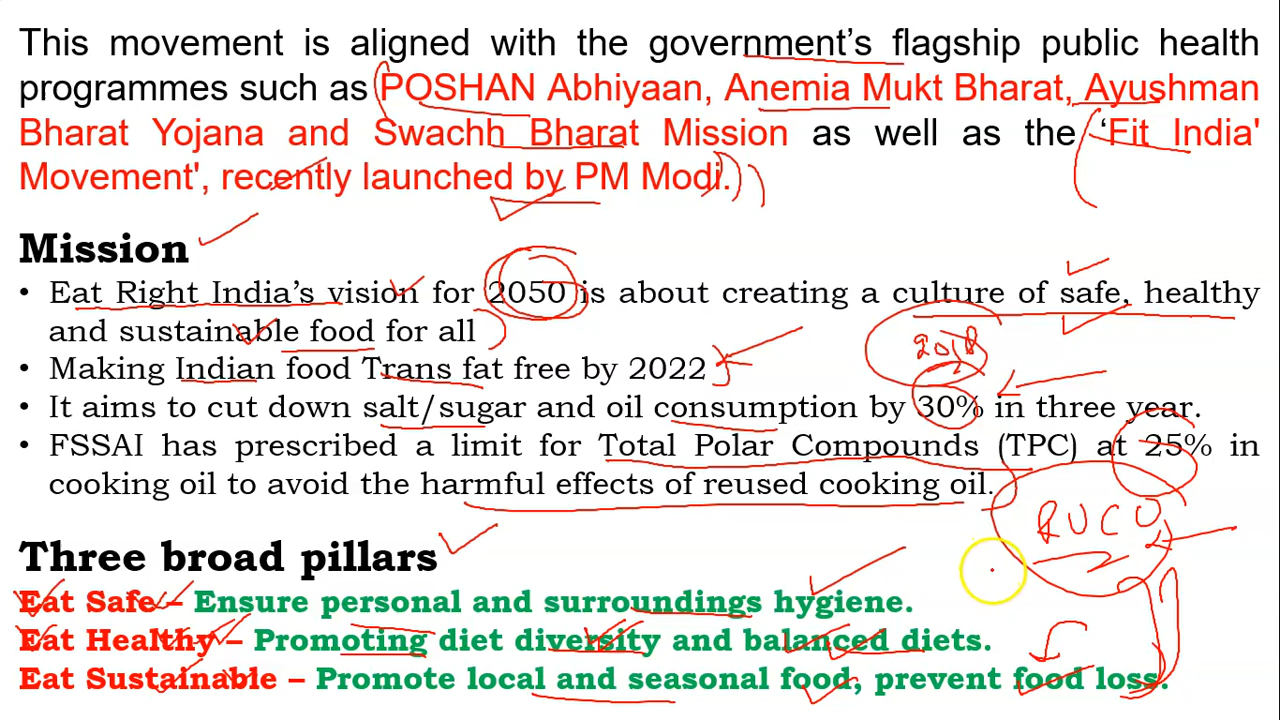 This movement is aligned with the government's flagship public health
programmes such as POSHAN Abhiyaan, Anemia Mukt Bharat, Ayushman
Bharat Yojana and Swachh Bharat Mission as well as the 'Fit India'
Movement', recently launched by PM Modi.
Mission
• Eat Right India's vision for 2050 is about creating a culture of safe, healthy
and sustainable food for all
2018
• Making Indian food Trans fat free by 2022
• It aims to cut down salt/sugar and oil consumption by 30% in three year.
• FSSAI has prescribed a limit for Total Polar Compounds (TPC) at 25% in
cooking oil to avoid the harmful effects of reused cooking oil.
RUCO
Three broad pillars
Eat Safe – Ensure personal and surroundings hygiene.
Eat Healthy – Promoting diet diversity and balanced diets.
Eat Sustainable – Promote local and seasonal food, prevent food loss.